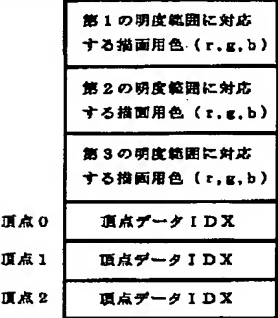 第１の明度範囲に対応
する描画用色（r,g,b）
第２の明度範囲に対応
する描画用色（r,g,b）
第３の明度範囲に対応
する描画用色（r,g,b）
頂点０ 頂点データＩＤＸ
頂点１ 頂点データＩＤＸ
頂点２ 頂点データＩＤＸ